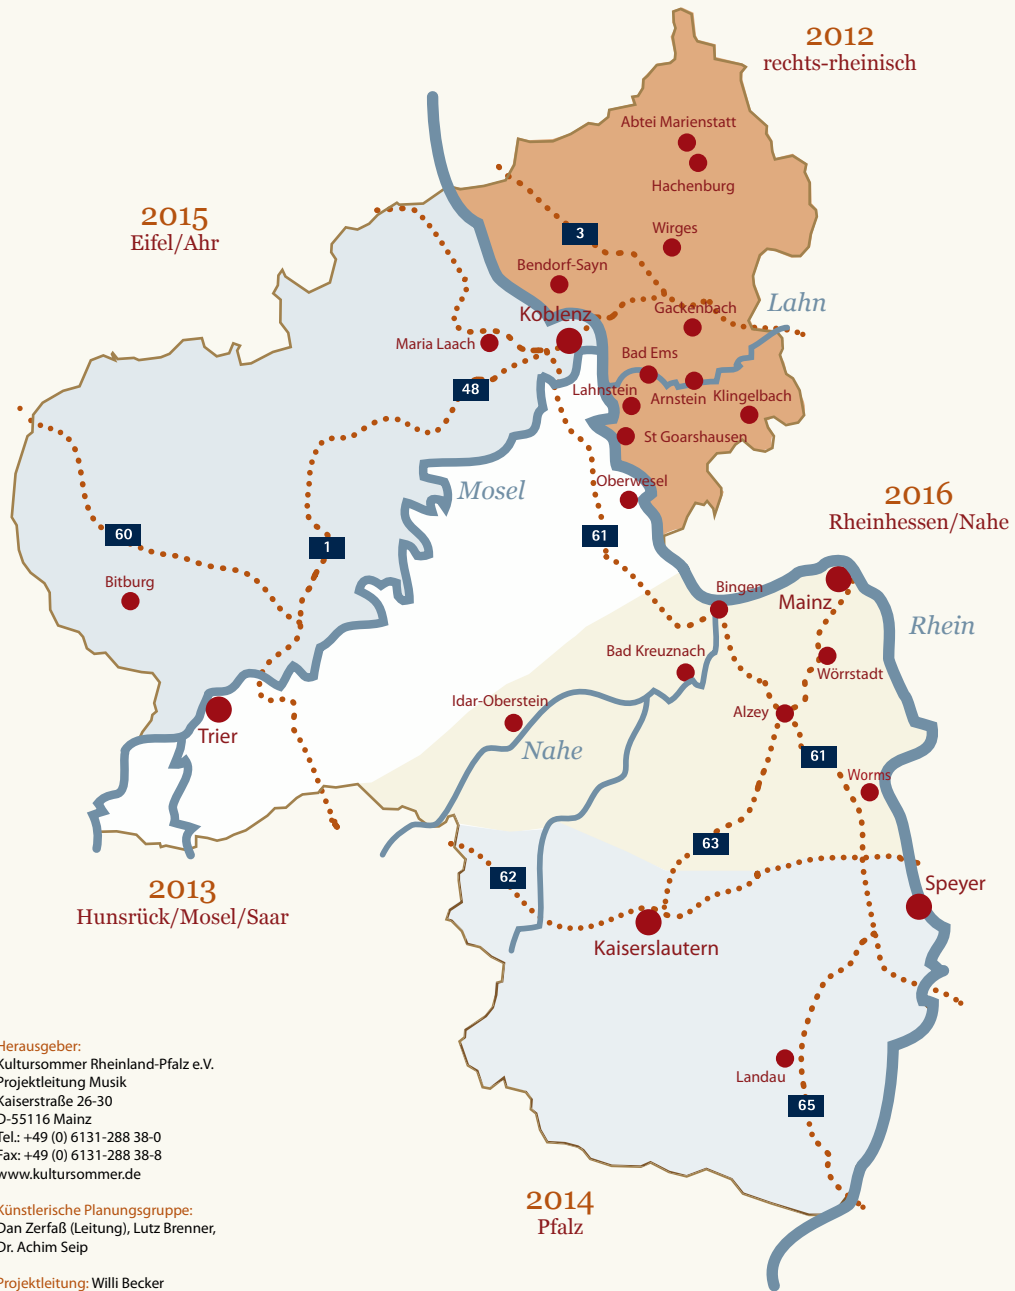 2012
rechts-rheinisch
Abtei Marienstatt
Hachenburg
2015
Eifel/Ahr
3
Wirges
Bendorf-Sayn
Lahn
Koblenz
Gackenbach
Maria Laach
Bad Ems
48
Lahnstein
Arnstein
Klingelbach
St Goarshausen
Mosel
Oberwesel
2016
Rheinhessen/Nahe
60
61
1
Bitburg
Bingen
Mainz
Rhein
Bad Kreuznach
Wörrstadt
Idar-Oberstein
Alzey
Trier
Nahe
61
Worms
63
62
2013
Hunsrück/Mosel/Saar
Speyer
Kaiserslautern
Landau
65
2014
Pfalz
Herausgeber:
Kultursommer Rheinland-Pfalz e.V.
Projektleitung Musik
Kaiserstraße 26-30
D-55116 Mainz
Tel.: +49 (0) 6131-288 38-0
Fax: +49 (0) 6131-288 38-8
www.kultursommer.de
Künstlerische Planungsgruppe:
Dan Zerfaß (Leitung), Lutz Brenner,
Dr. Achim Seip
Projektleitung: Willi Becker